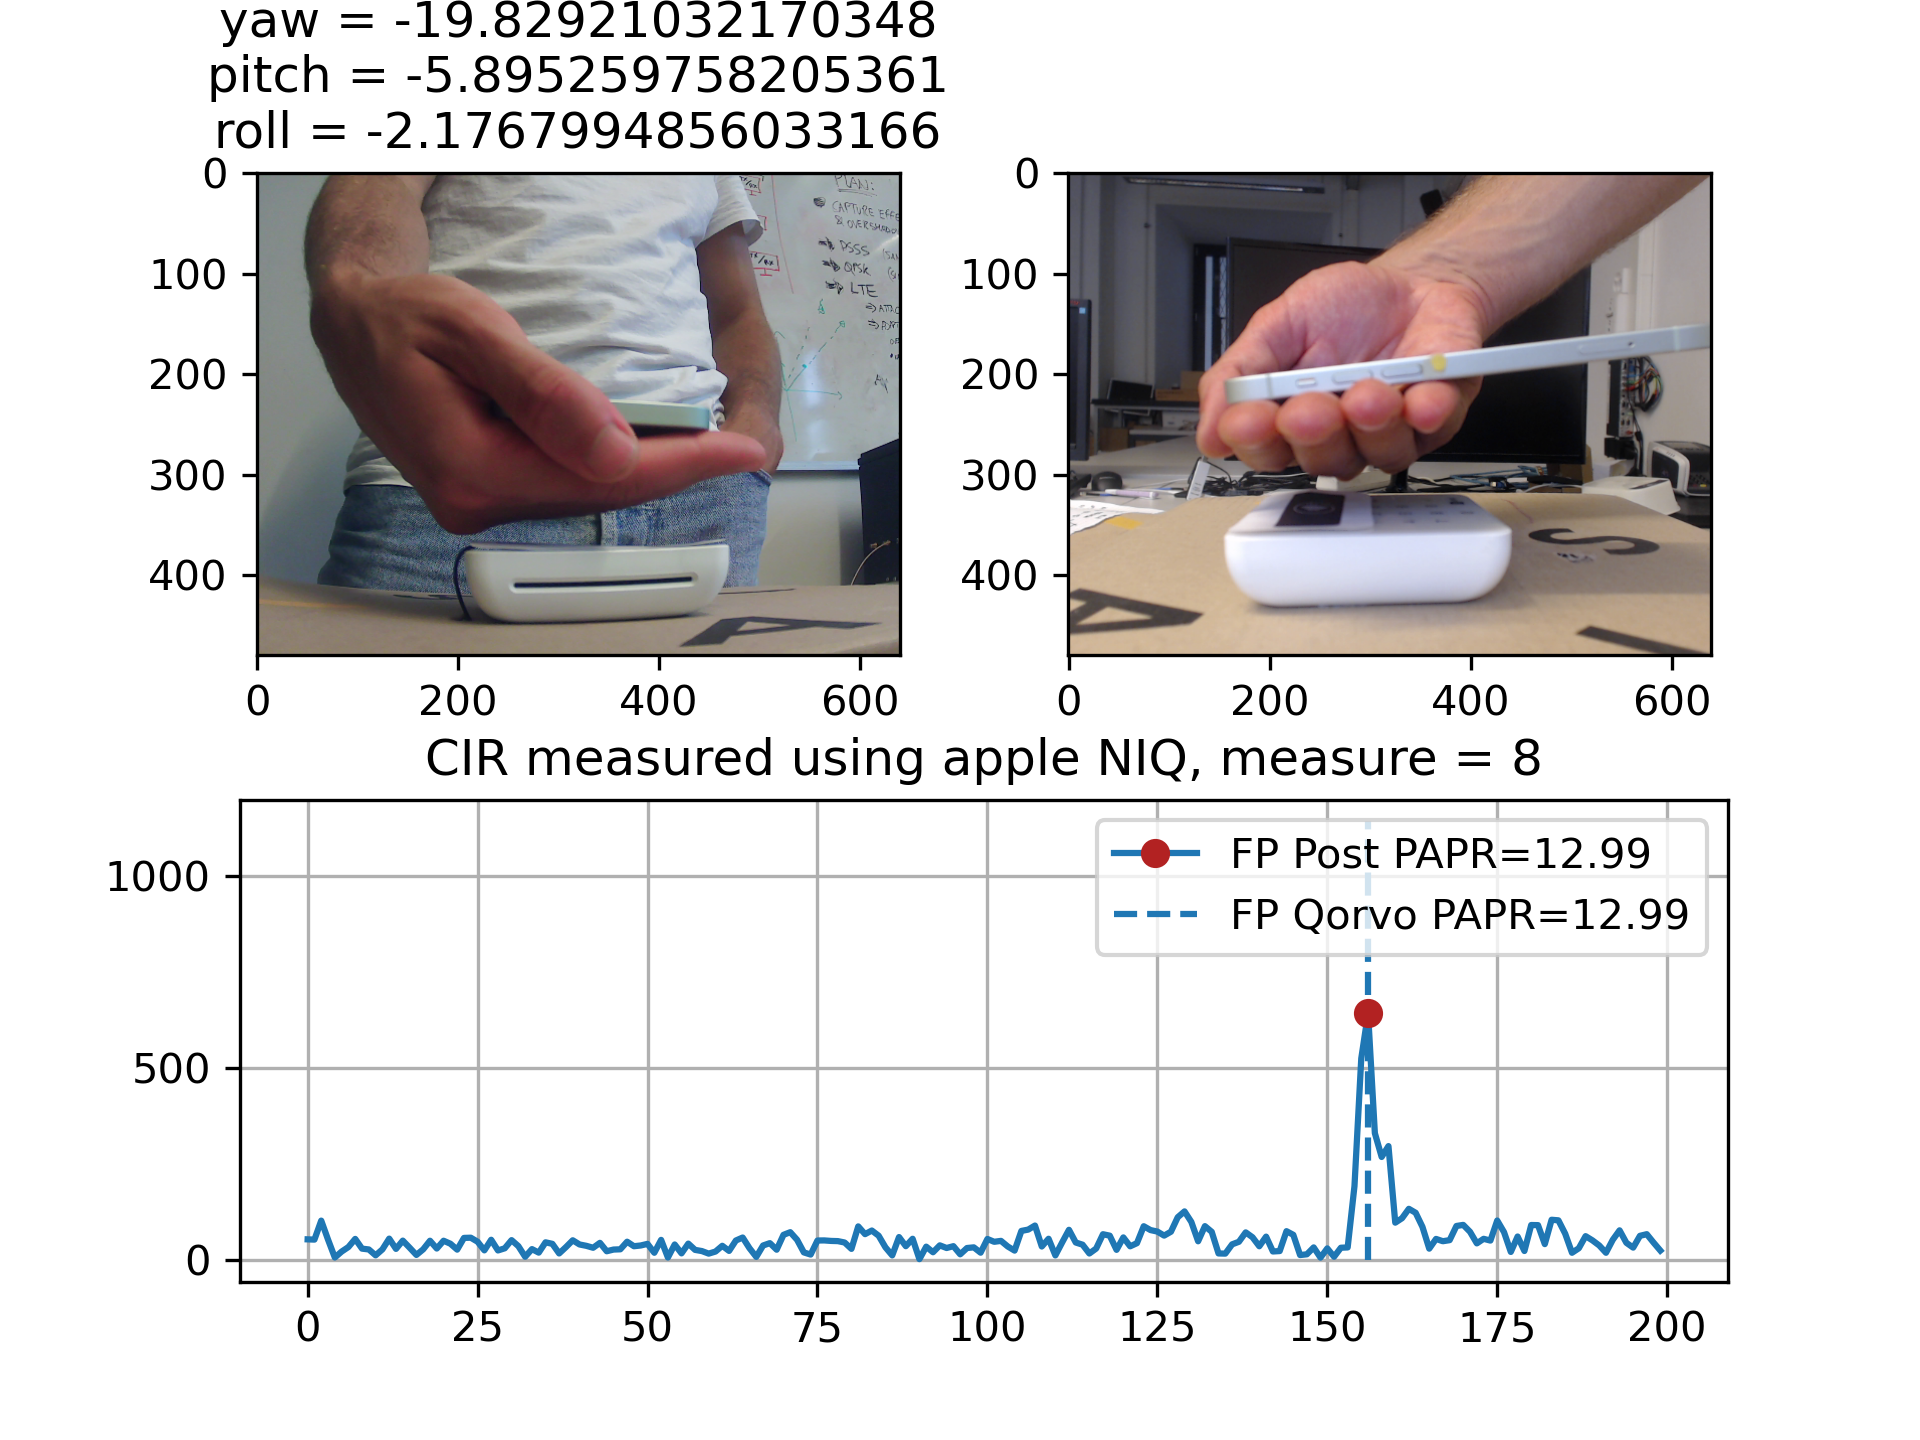 yaw = -19.82921032170348
pitch = -5.895259758205361
roll = -2.1767994856033166
0
100
200
300
400
0
200
400
600
PLAN:
CAPTURE EFFE
& OVERSHADO
DSSS
QPSK
LTE
0
100
200
300
400
0
200
400
600
A
S
A
CIR measured using apple NIQ, measure = 8
FP Post PAPR=12.99
FP Qorvo PAPR=12.99
1000
500
0
0
25
50
75
100
125
150
175
200